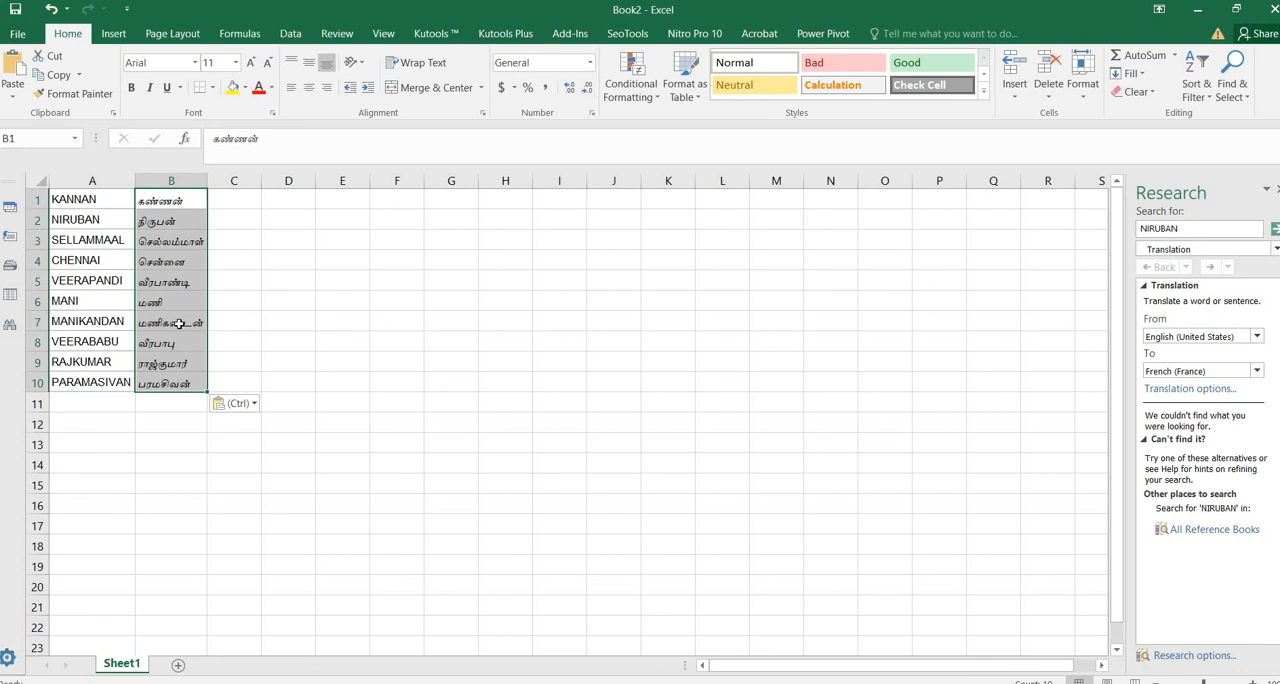 Book2 - Excel
File Home Insert Page Layout Formulas Data Review View Kutools ™ Kutools Plus Add-Ins SeoTools Nitro Pro 10 Acrobat Power Pivot Tell me what you want to do... Share
Cut
Copy
Format Painter
Paste
Clipboard
Arial 11
B I U
Font
Wrap Text
Merge & Center
Alignment
General
$ % ,
Number
Conditional Formatting
Format as Table
Normal Bad Good
Neutral Calculation Check Cell
Styles
Insert Delete Format
Cells
AutoSum
Fill
Clear
Sort & Filter
Find & Select
Editing
B1 fx கண்ணன்
A B C D E F G H I J K L M N O P Q R S
1 KANNAN கண்ணன்
2 NIRUBAN நிருபன்
3 SELLAMMAAL செல்லம்மாள்
4 CHENNAI சென்னை
5 VEERAPANDI வீரபாண்டி
6 MANI மணி
7 MANIKANDAN
8 VEERABABU வீரபாபு
9 RAJKUMAR ராஜ்குமார்
10 PARAMASIVAN பரமசிவன்
(Ctrl)
11
12
13
14
15
16
17
18
19
20
21
22
23
Research
Search for:
NIRUBAN
Translation
Back
Translation
Translate a word or sentence.
From
English (United States)
To
French (France)
Translation options...
We couldn't find what you
were looking for.
Can't find it?
Try one of these alternatives or
see Help for hints on refining
your search.
Other places to search
Search for 'NIRUBAN' in:
All Reference Books
Research options...
Sheet1